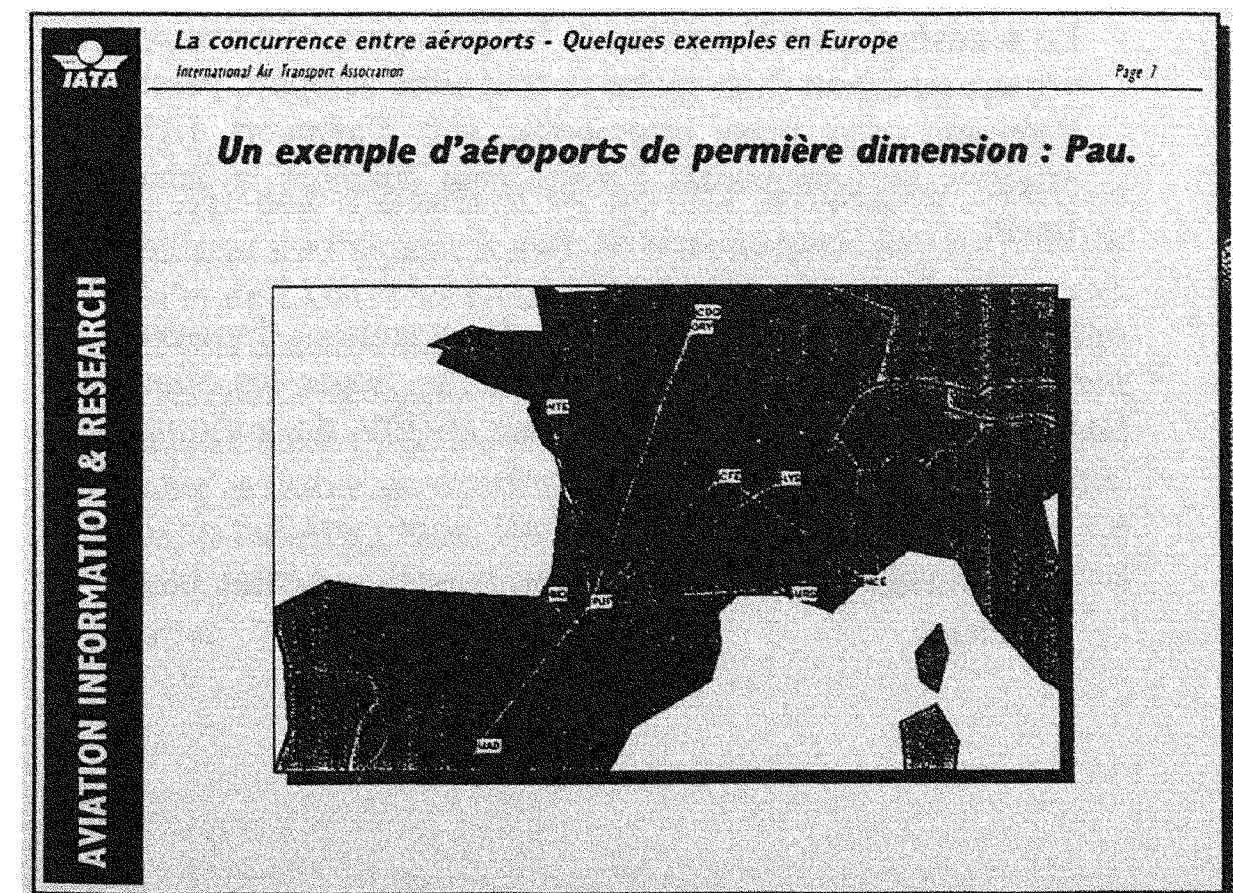 IATA
La concurrence entre aéroports - Quelques exemples en Europe
International Air Transport Association
Page 7
Un exemple d'aéroports de permière dimension : Pau.
AVIATION INFORMATION & RESEARCH
CDG
ORY
NTE
CFE
LYS
PUF
MRS
NCE
MAD